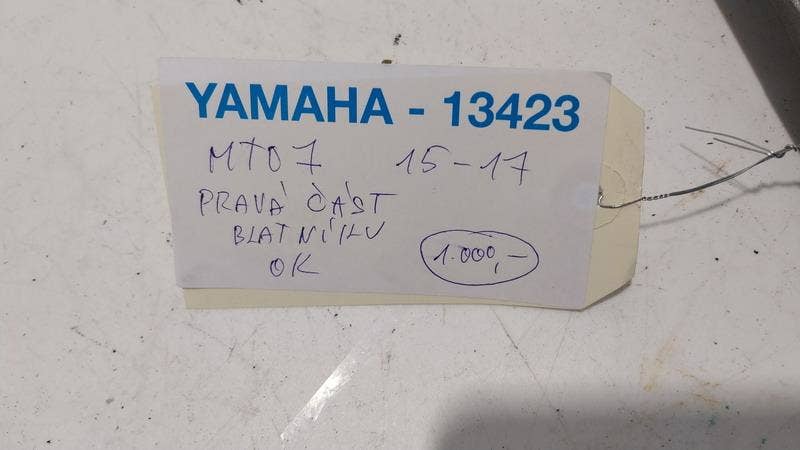 YAMAHA - 13423
MT07 15-17
PRAVÁ ČÁST
BLATNÍKU
OK
1.000,-